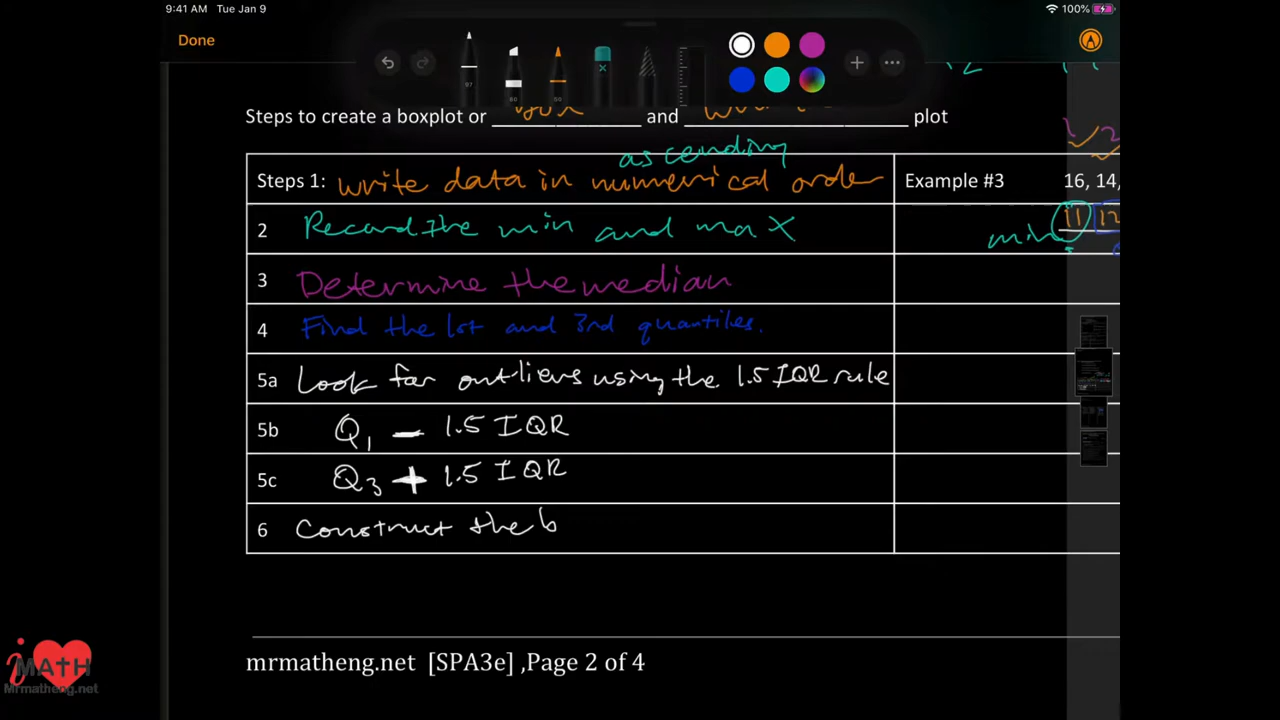 9:41 AM Tue Jan 9 100%
Done
Steps to create a boxplot or and plot
ascending
Steps 1: write data in numerical order Example #3 16, 14,
2 Record the min and max min 11 12
3 Determine the median
4 Find the 1st and 3rd quantiles.
5a Look for outliers using the 1.5 IQR rule
5b Q1 - 1.5 IQR
5c Q3 + 1.5 IQR
6 Construct the b
mrmatheng.net [SPA3e] ,Page 2 of 4
iMATH
Mrmatheng.net